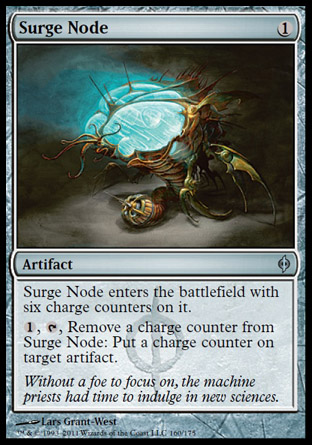 Surge Node 1
Artifact
Surge Node enters the battlefield with
six charge counters on it.
1, , Remove a charge counter from
Surge Node: Put a charge counter on
target artifact.
Without a foe to focus on, the machine
priests had time to indulge in new sciences.
Lars Grant-West
™ & © 1993–2011 Wizards of the Coast LLC 160/175